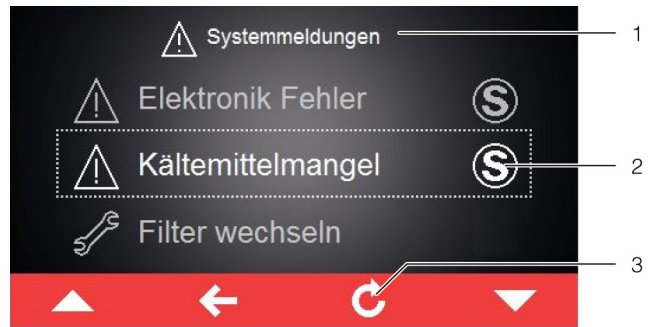 Systemmeldungen 1
Elektronik Fehler S
Kältemittelmangel S 2
Filter wechseln
3